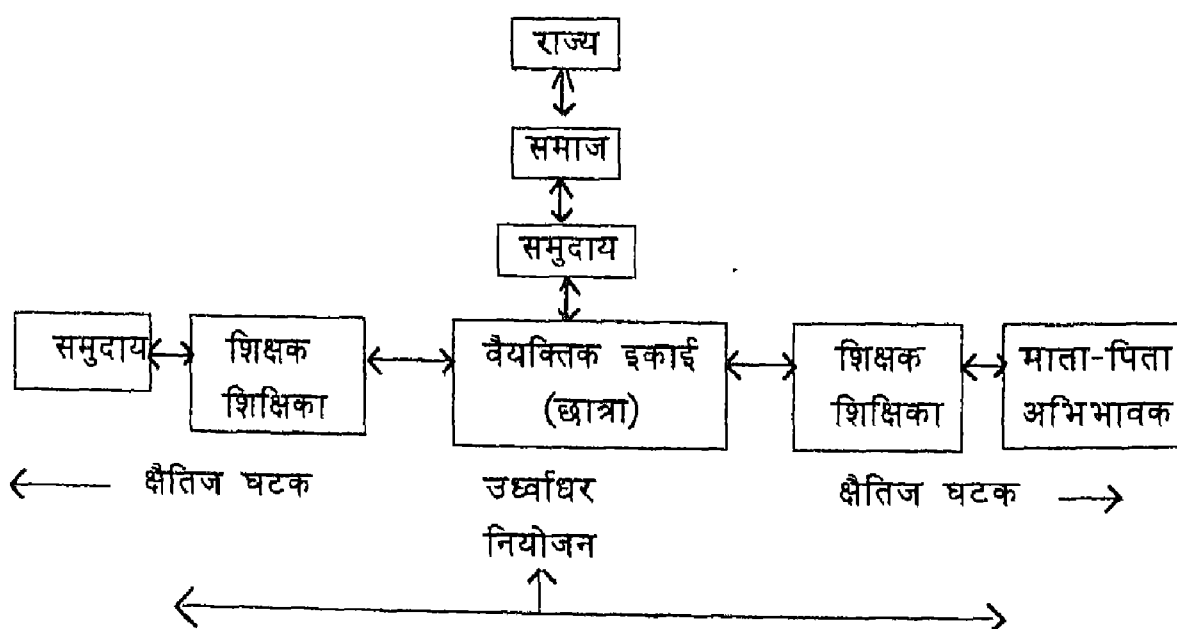 राज्य
समाज
समुदाय
समुदाय
शिक्षक
शिक्षिका
वैयक्तिक इकाई
(छात्रा)
शिक्षक
शिक्षिका
माता-पिता
अभिभावक
क्षैतिज घटक
उर्ध्वाधर
नियोजन
क्षैतिज घटक